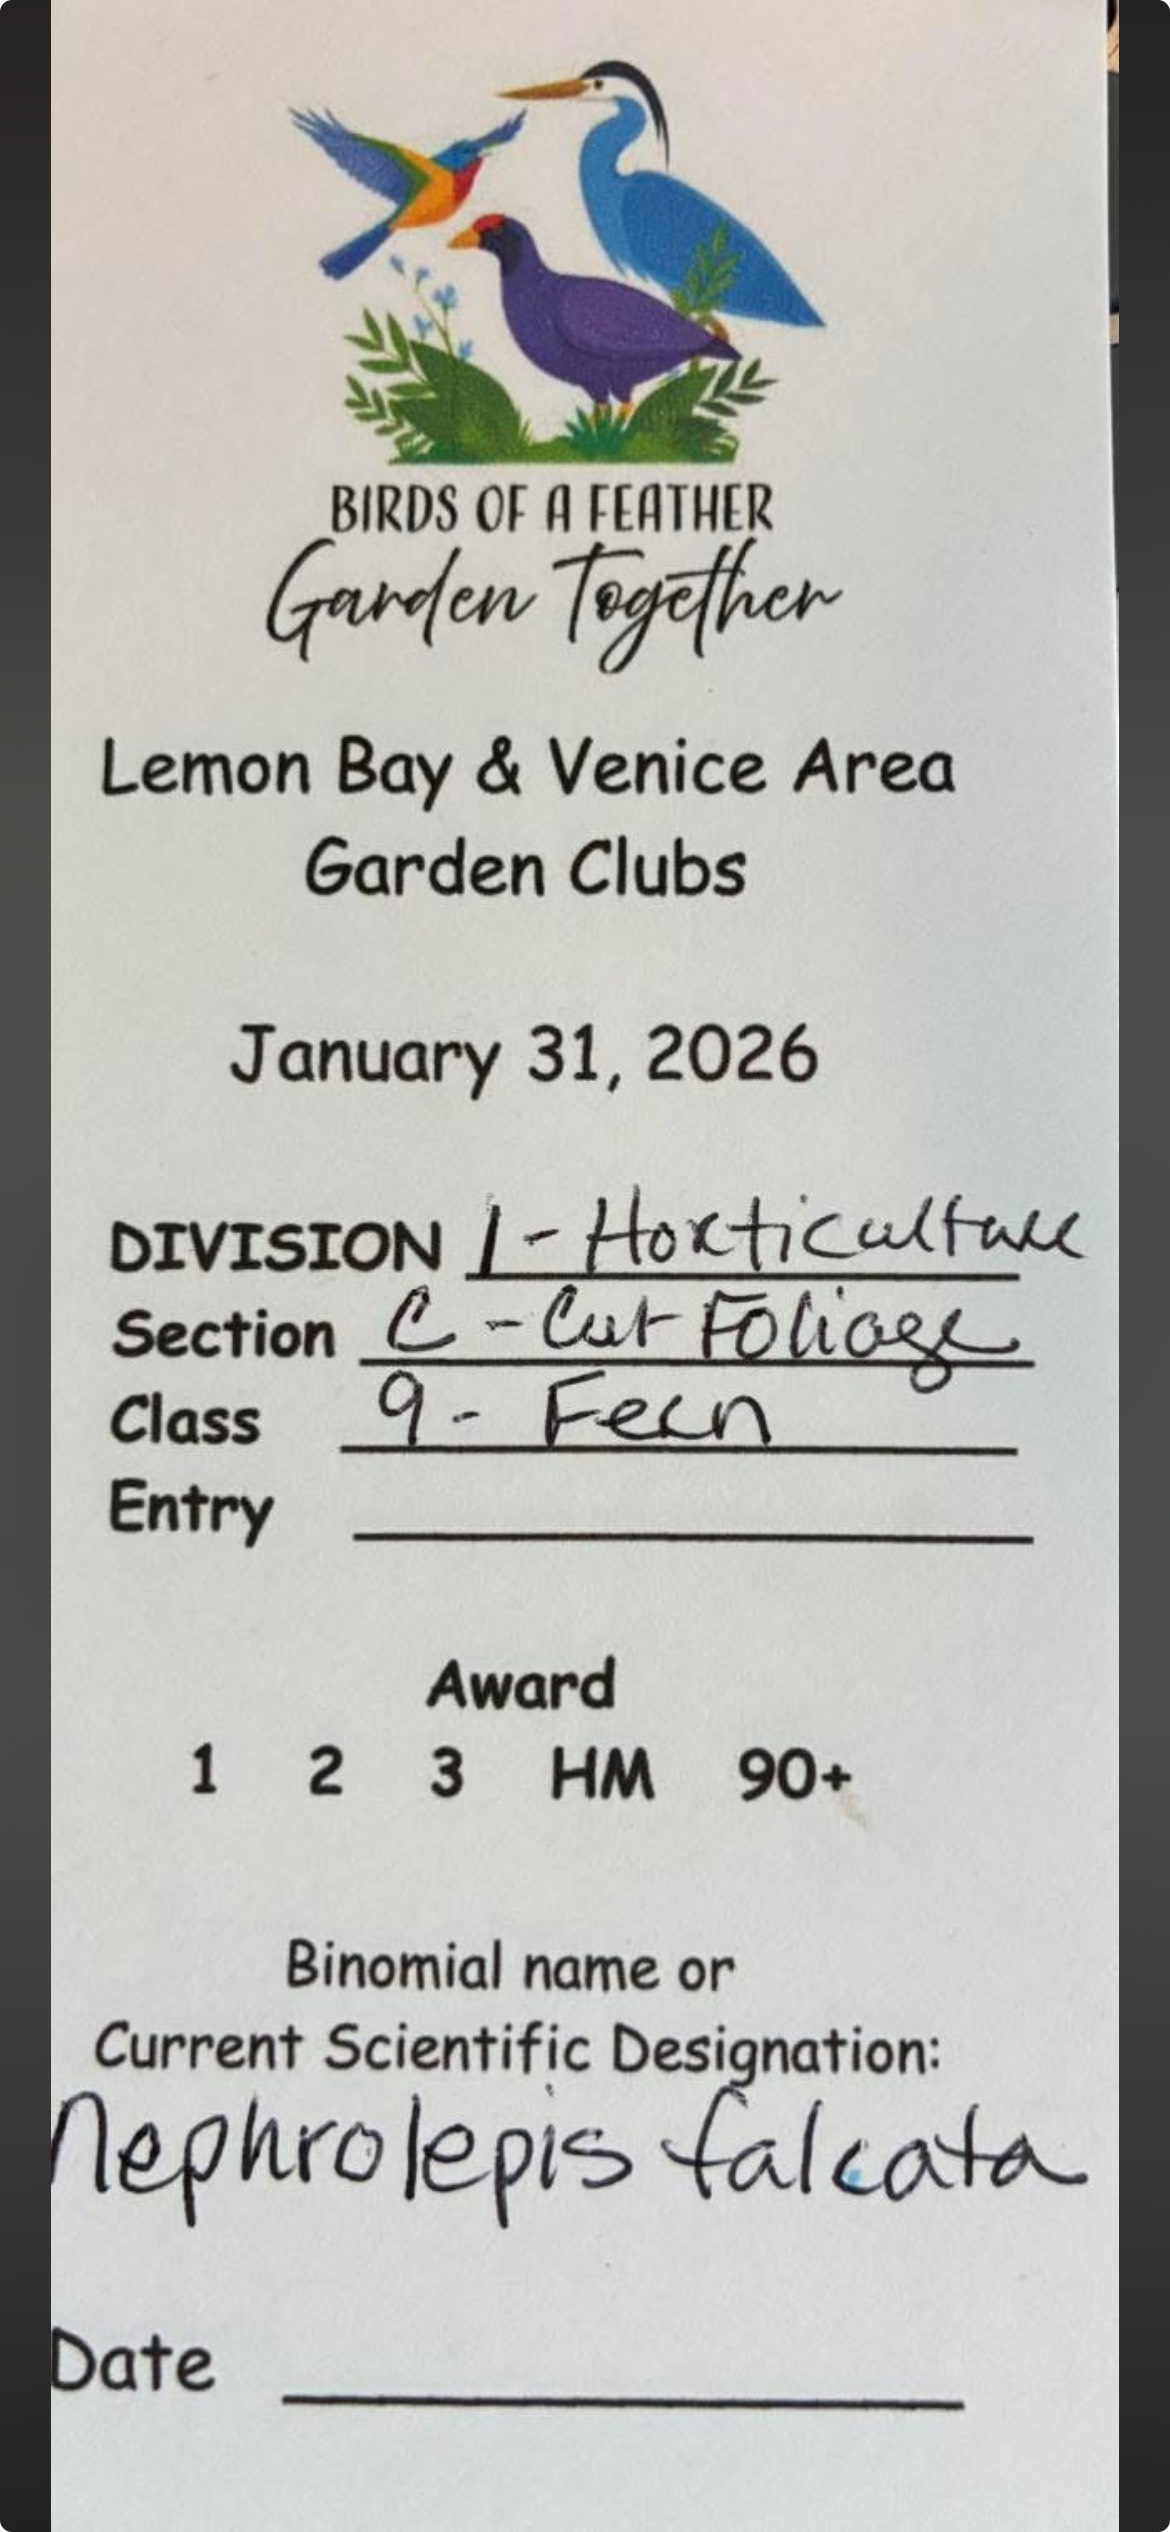 BIRDS OF A FEATHER
Garden Together
Lemon Bay & Venice Area
Garden Clubs
January 31, 2026
DIVISION 1 - Horticulture
Section C - Cut Foliage
Class 9 - Fern
Entry
Award
1 2 3 HM 90+
Binomial name or
Current Scientific Designation:
Nephrolepis falcata
Date